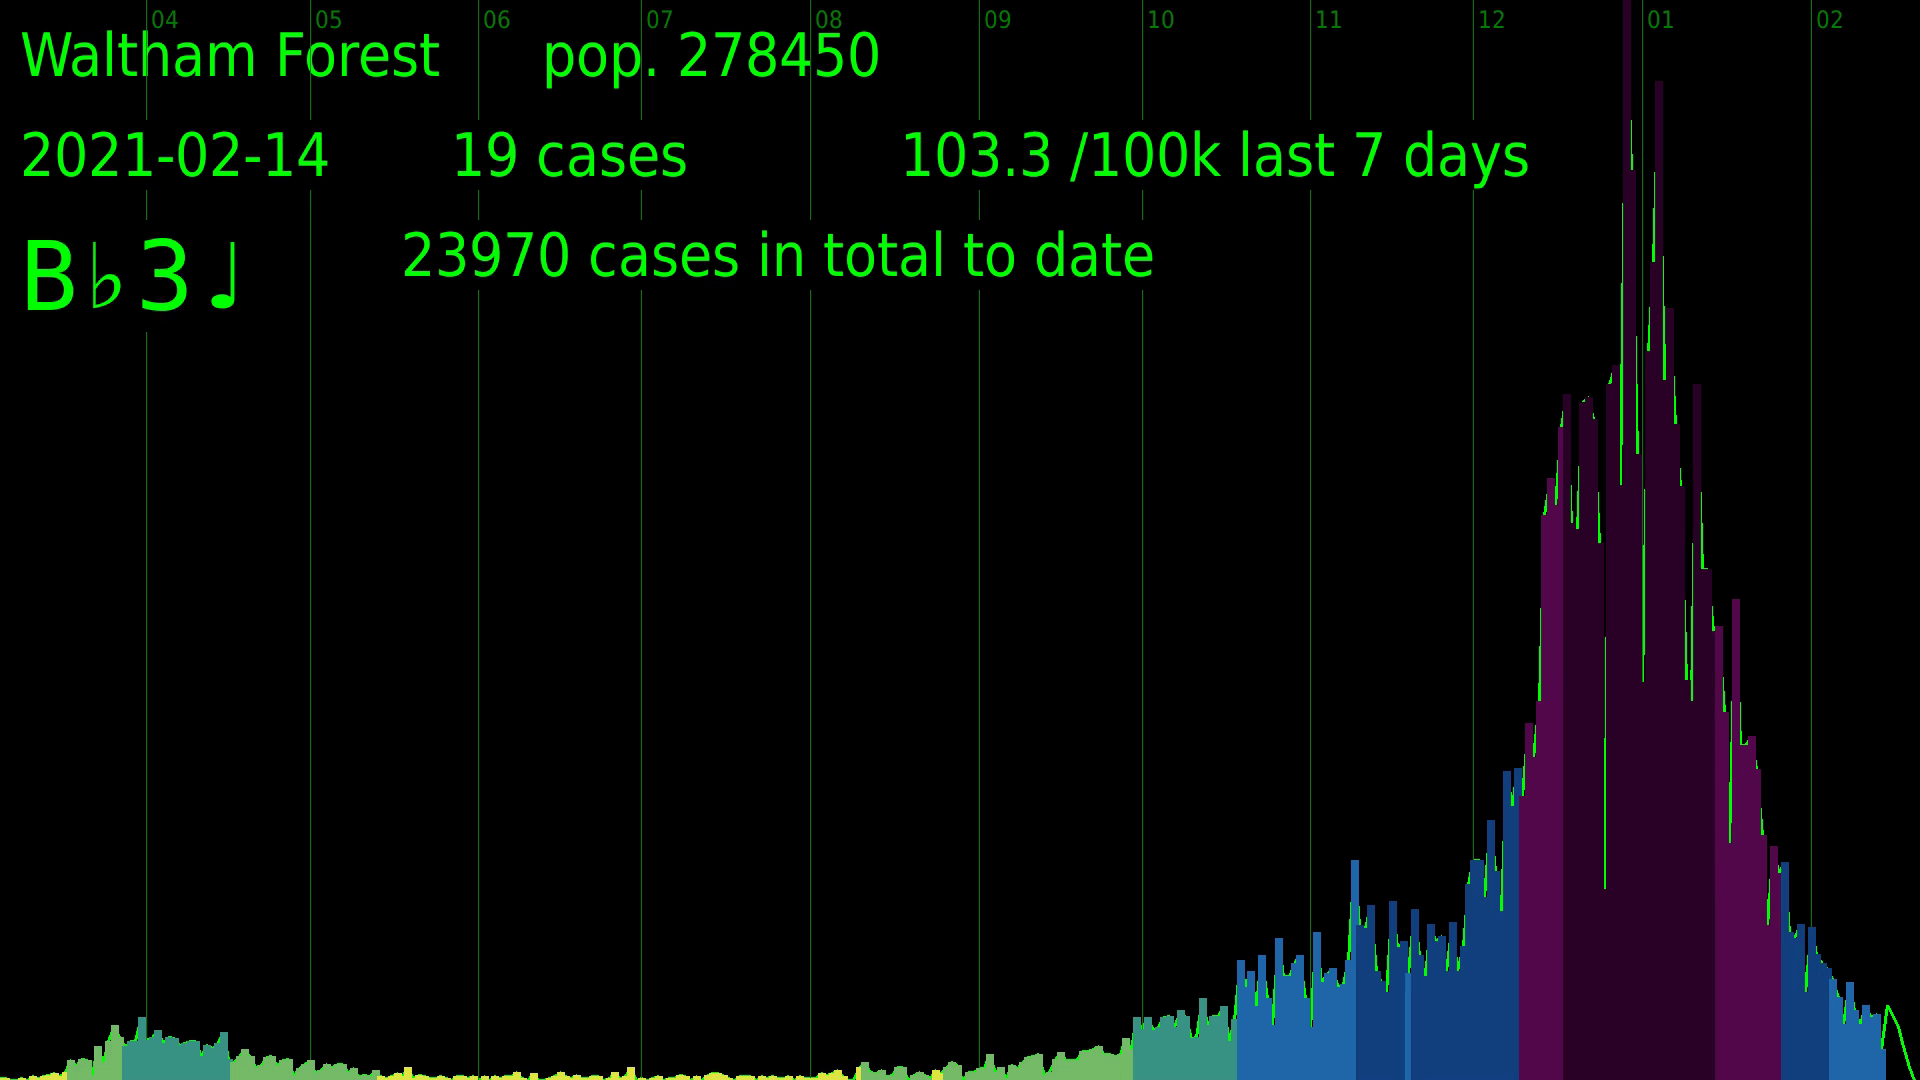 04 05 06 07 08 09 10 11 12 01 02
Waltham Forest pop. 278450
2021-02-14 19 cases 103.3 /100k last 7 days
B♭3♩ 23970 cases in total to date